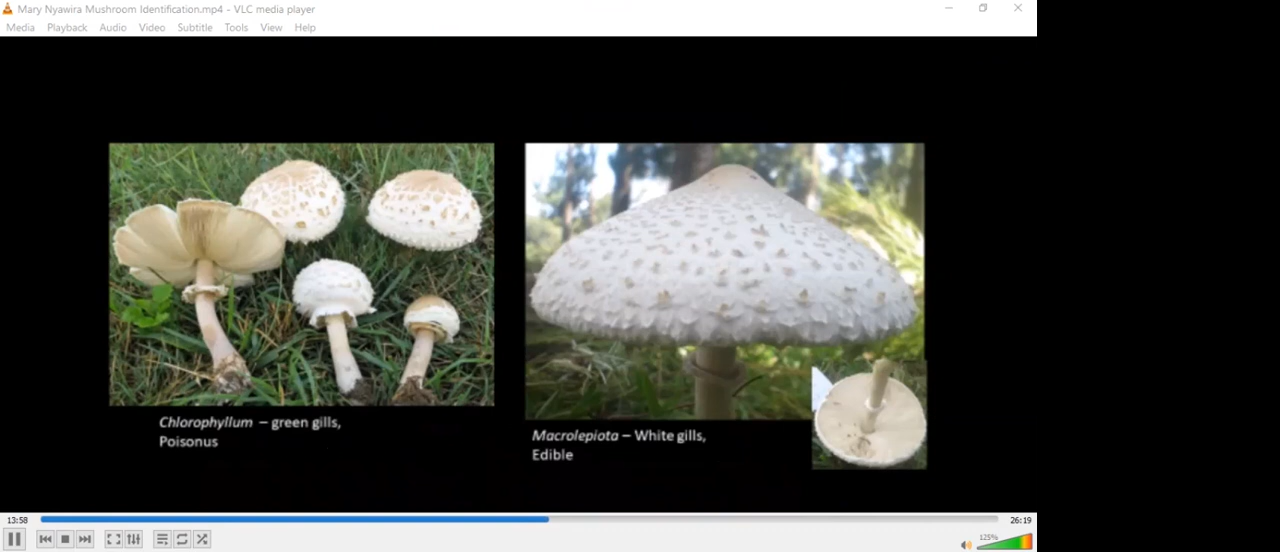 Mary Nyawira Mushroom Identification.mp4 - VLC media player
Media Playback Audio Video Subtitle Tools View Help
Chlorophyllum – green gills,
Poisonus
Macrolepiota – White gills,
Edible
13:58
26:19
125%